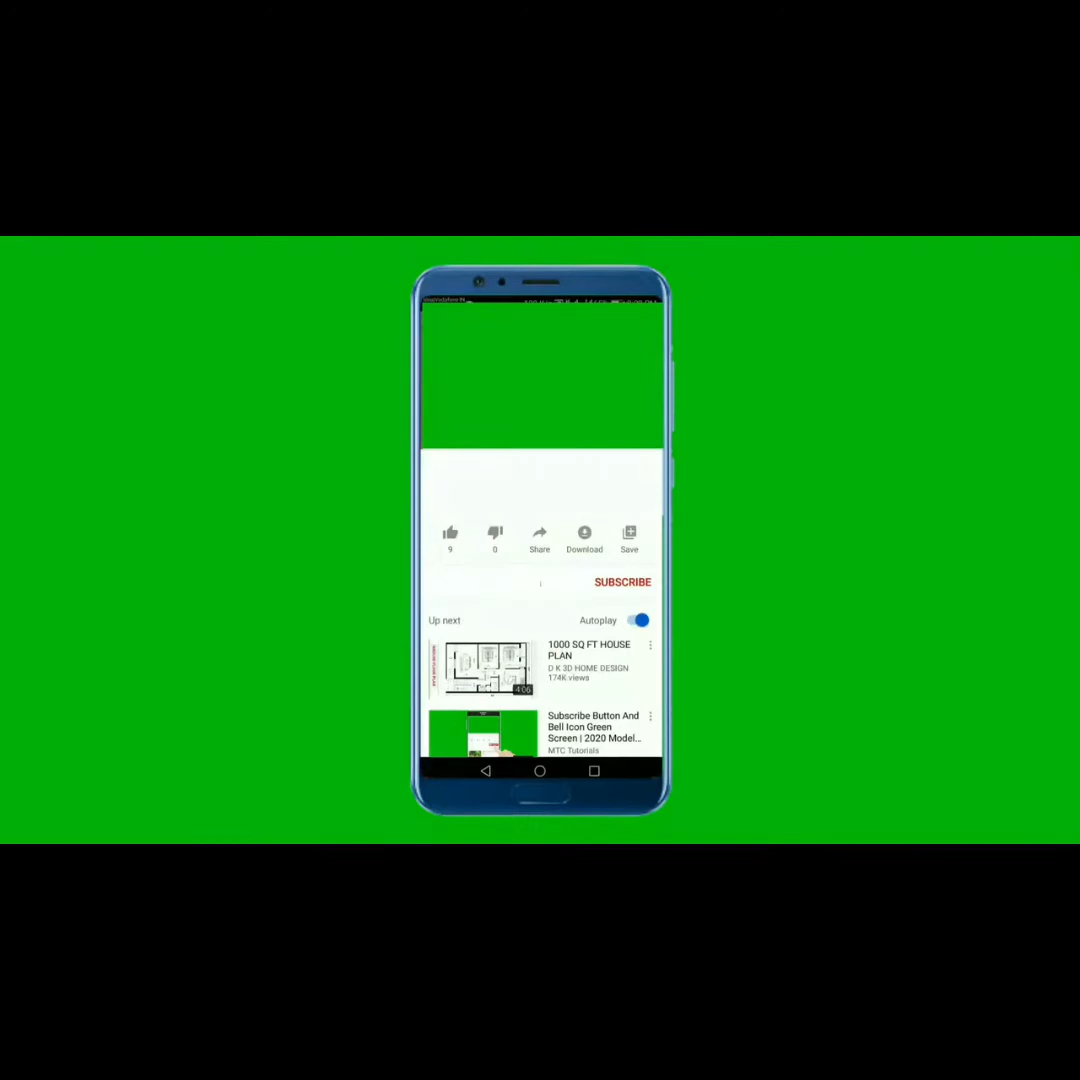 9
0
Share
Download
Save
SUBSCRIBE
Up next
Autoplay
1000 SQ FT HOUSE
PLAN
D K 3D HOME DESIGN
174K views
4:06
Subscribe Button And
Bell Icon Green
Screen | 2020 Model...
MTC Tutorials